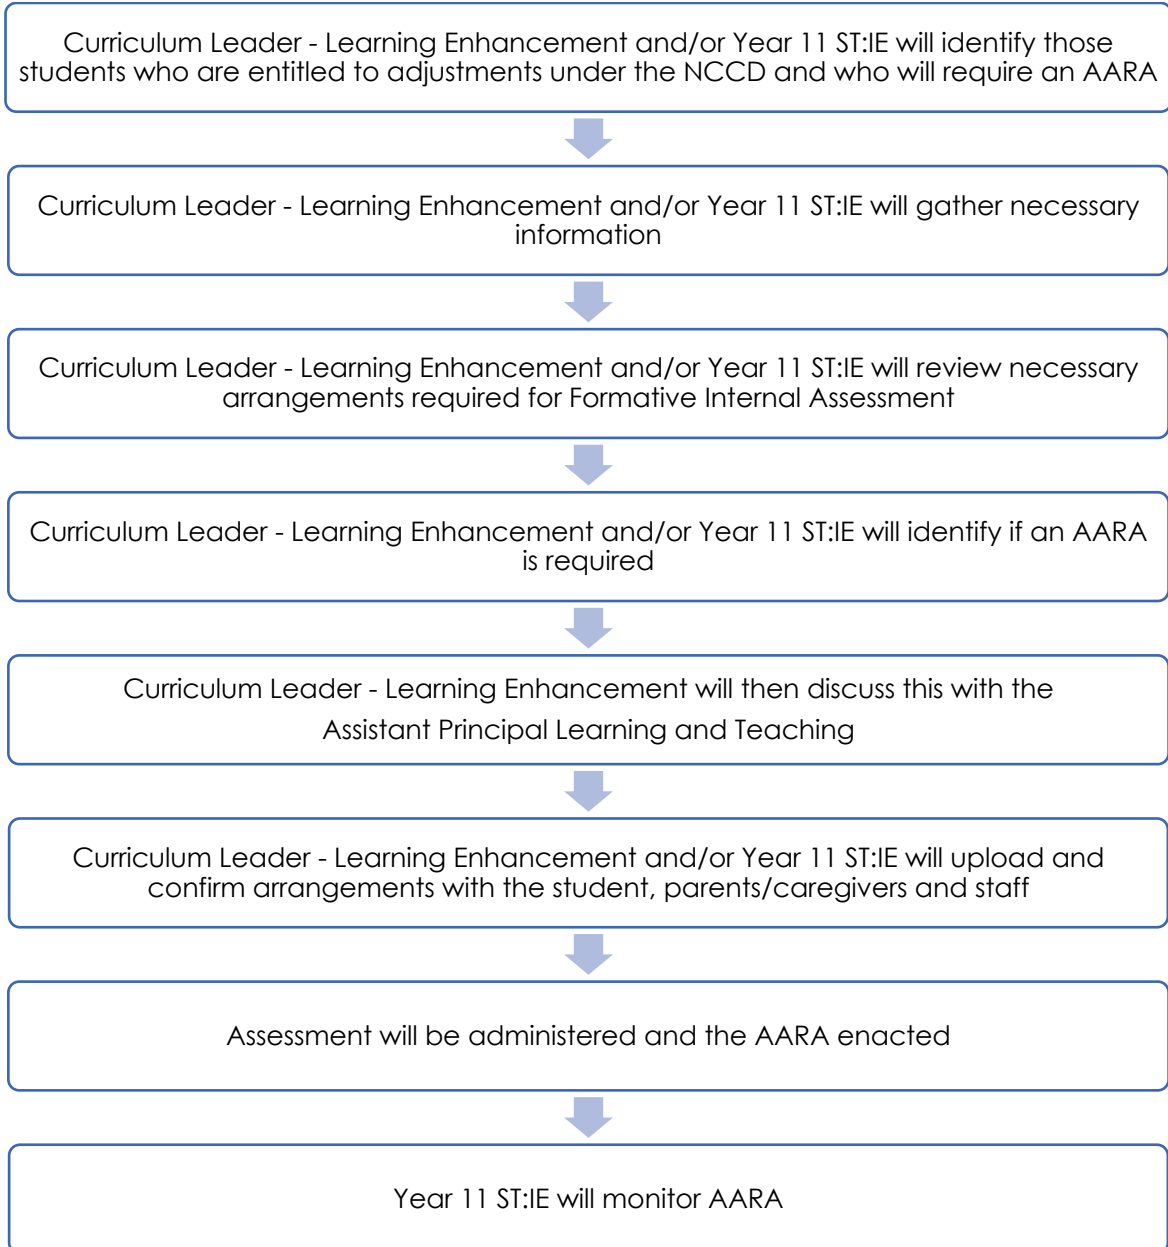 Curriculum Leader - Learning Enhancement and/or Year 11 ST:IE will identify those
students who are entitled to adjustments under the NCCD and who will require an AARA
Curriculum Leader - Learning Enhancement and/or Year 11 ST:IE will gather necessary
information
Curriculum Leader - Learning Enhancement and/or Year 11 ST:IE will review necessary
arrangements required for Formative Internal Assessment
Curriculum Leader - Learning Enhancement and/or Year 11 ST:IE will identify if an AARA
is required
Curriculum Leader - Learning Enhancement will then discuss this with the
Assistant Principal Learning and Teaching
Curriculum Leader - Learning Enhancement and/or Year 11 ST:IE will upload and
confirm arrangements with the student, parents/caregivers and staff
Assessment will be administered and the AARA enacted
Year 11 ST:IE will monitor AARA